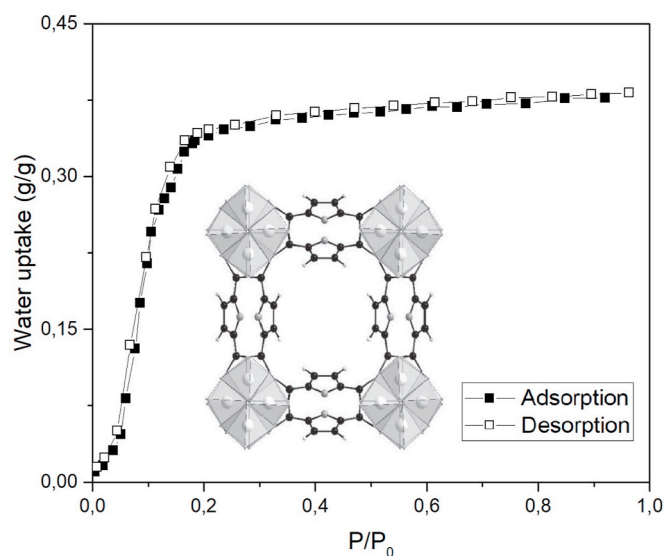 0,45
0,30
0,15
0,00
Water uptake (g/g)
Adsorption
Desorption
0,0 0,2 0,4 0,6 0,8 1,0
P/P0